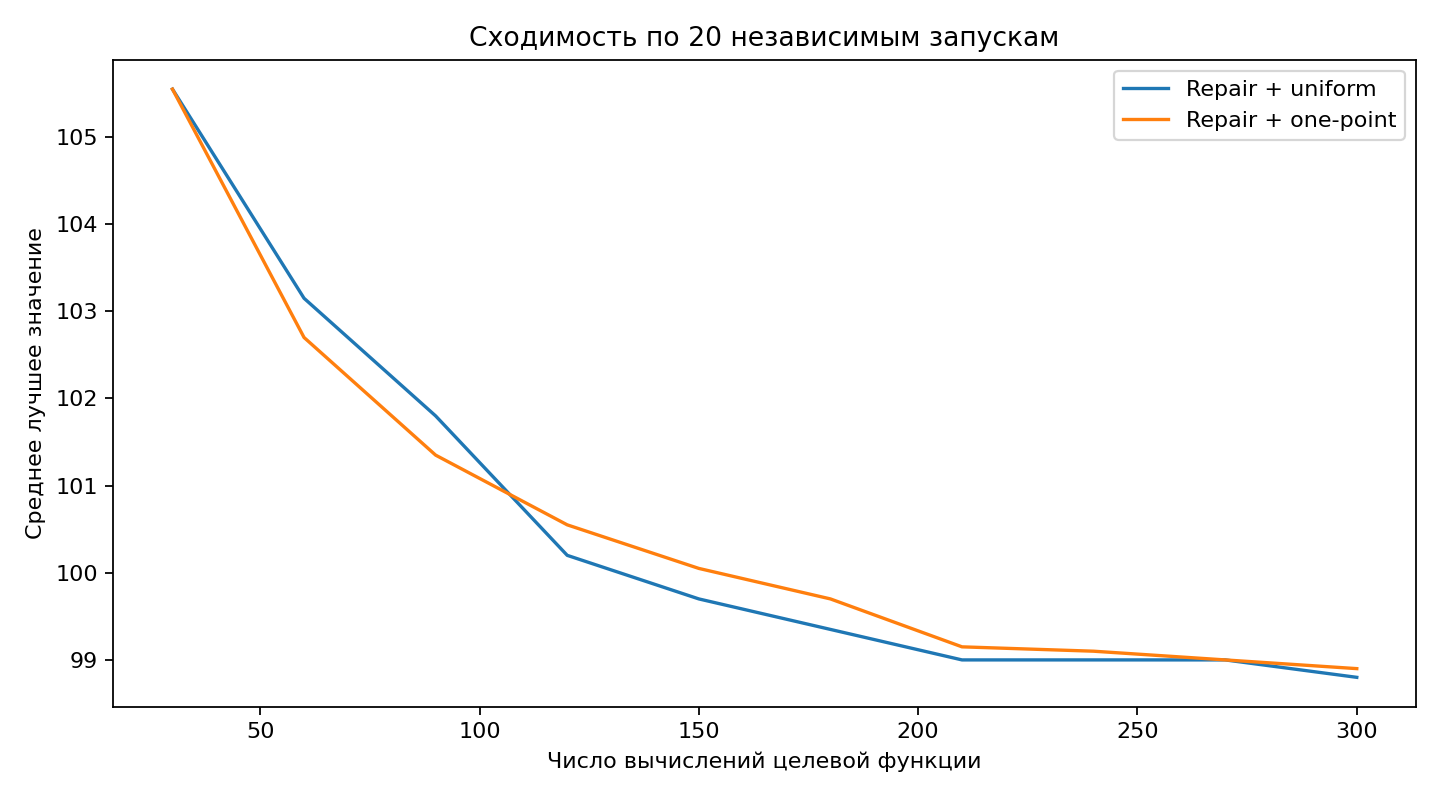 Сходимость по 20 независимым запускам
Repair + uniform
Repair + one-point
Среднее лучшее значение
105
104
103
102
101
100
99
50
100
150
200
250
300
Число вычислений целевой функции